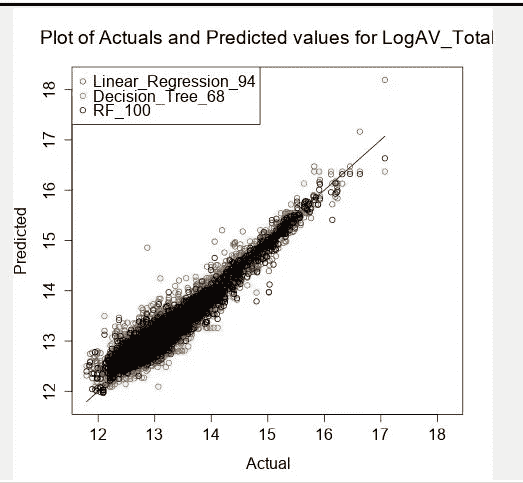 Plot of Actuals and Predicted values for LogAV_Total
Linear_Regression_94
Decision_Tree_68
RF_100
Predicted
18
17
16
15
14
13
12
12 13 14 15 16 17 18
Actual